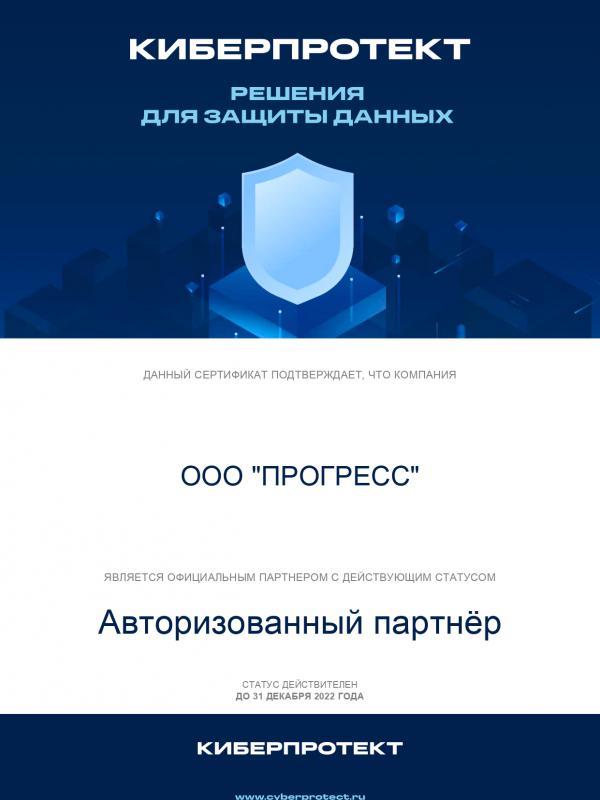 КИБЕРПРОТЕКТ
РЕШЕНИЯ
ДЛЯ ЗАЩИТЫ ДАННЫХ
ДАННЫЙ СЕРТИФИКАТ ПОДТВЕРЖДАЕТ, ЧТО КОМПАНИЯ
ООО "ПРОГРЕСС"
ЯВЛЯЕТСЯ ОФИЦИАЛЬНЫМ ПАРТНЕРОМ С ДЕЙСТВУЮЩИМ СТАТУСОМ
Авторизованный партнёр
СТАТУС ДЕЙСТВИТЕЛЕН
ДО 31 ДЕКАБРЯ 2022 ГОДА
КИБЕРПРОТЕКТ
www.cyberprotect.ru